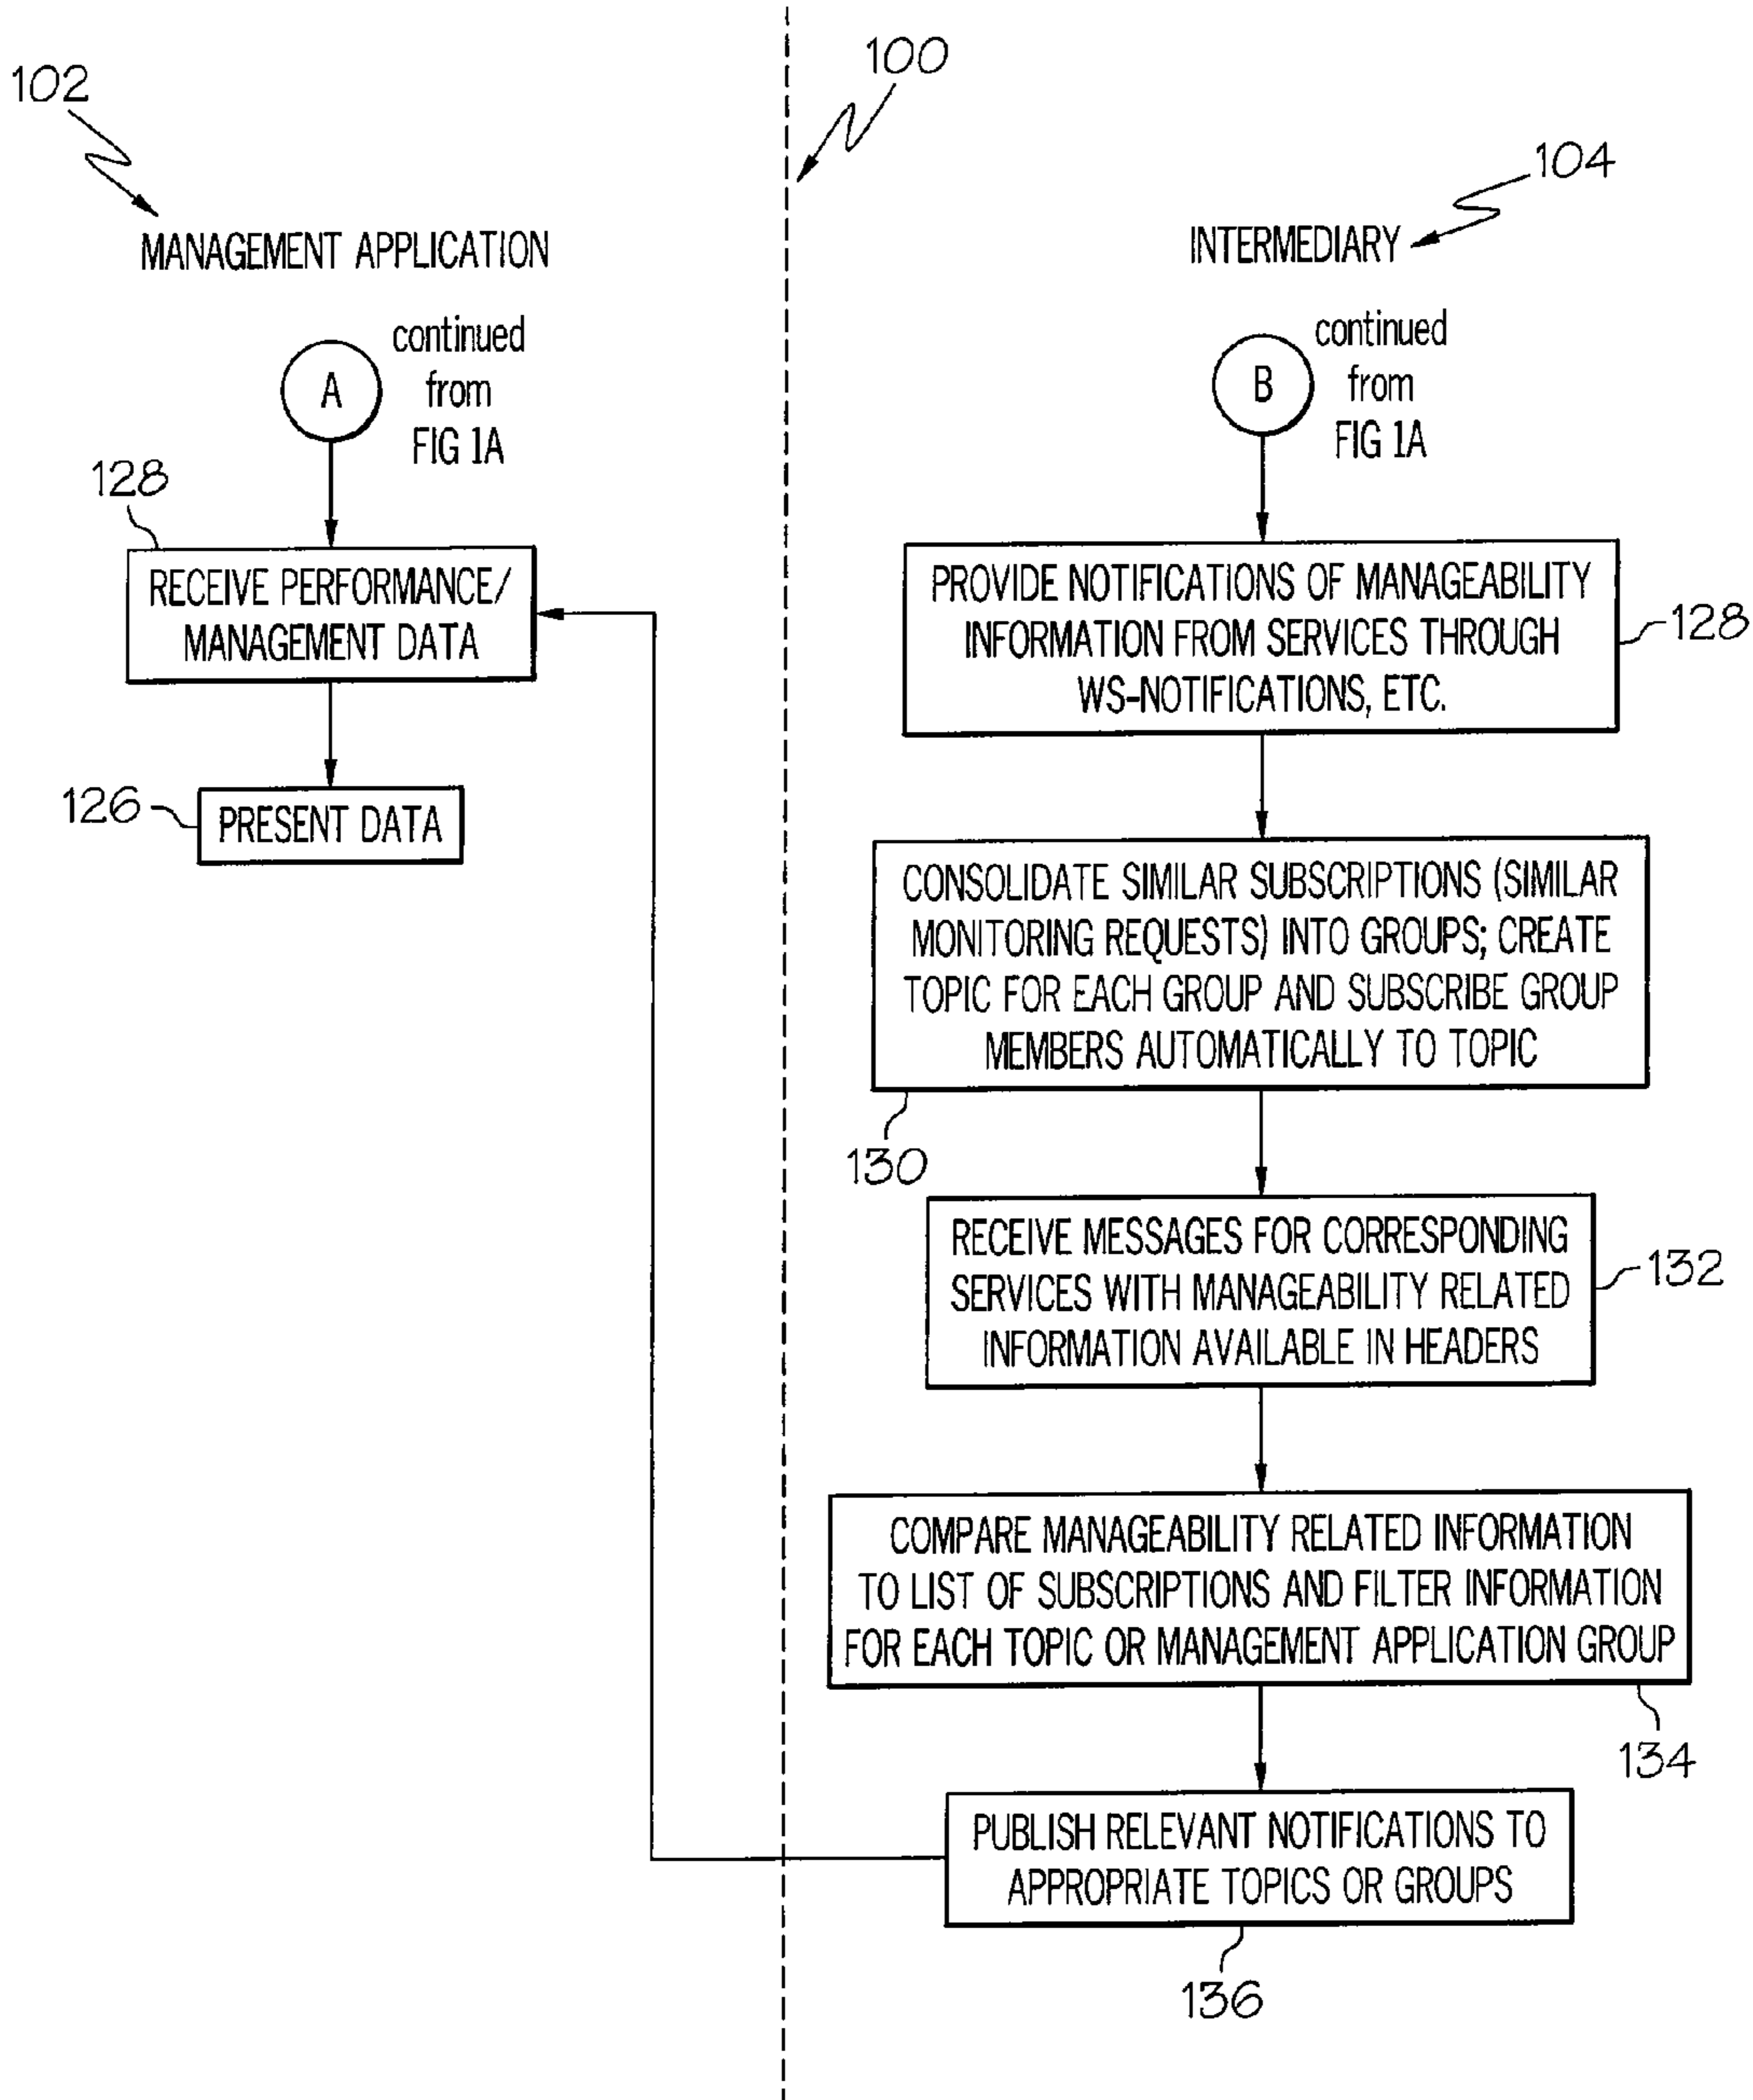 102
100
104
MANAGEMENT APPLICATION
INTERMEDIARY
A
continued
from
FIG 1A
B
continued
from
FIG 1A
128
RECEIVE PERFORMANCE/
MANAGEMENT DATA
126
PRESENT DATA
PROVIDE NOTIFICATIONS OF MANAGEABILITY
INFORMATION FROM SERVICES THROUGH
WS-NOTIFICATIONS, ETC.
128
CONSOLIDATE SIMILAR SUBSCRIPTIONS (SIMILAR
MONITORING REQUESTS) INTO GROUPS; CREATE
TOPIC FOR EACH GROUP AND SUBSCRIBE GROUP
MEMBERS AUTOMATICALLY TO TOPIC
130
RECEIVE MESSAGES FOR CORRESPONDING
SERVICES WITH MANAGEABILITY RELATED
INFORMATION AVAILABLE IN HEADERS
132
COMPARE MANAGEABILITY RELATED INFORMATION
TO LIST OF SUBSCRIPTIONS AND FILTER INFORMATION
FOR EACH TOPIC OR MANAGEMENT APPLICATION GROUP
134
PUBLISH RELEVANT NOTIFICATIONS TO
APPROPRIATE TOPICS OR GROUPS
136